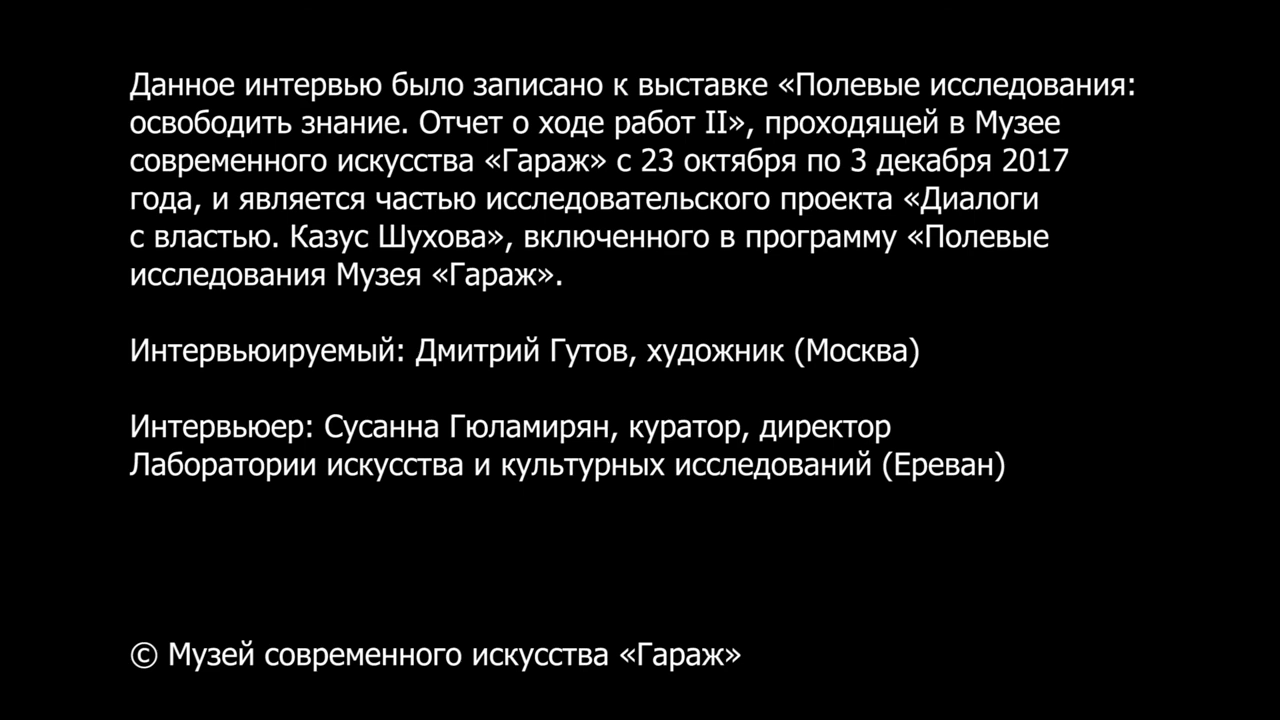 Данное интервью было записано к выставке «Полевые исследования:
освободить знание. Отчет о ходе работ II», проходящей в Музее
современного искусства «Гараж» с 23 октября по 3 декабря 2017
года, и является частью исследовательского проекта «Диалоги
с властью. Казус Шухова», включенного в программу «Полевые
исследования Музея «Гараж».
Интервьюируемый: Дмитрий Гутов, художник (Москва)
Интервьюер: Сусанна Гюламирян, куратор, директор
Лаборатории искусства и культурных исследований (Ереван)
© Музей современного искусства «Гараж»